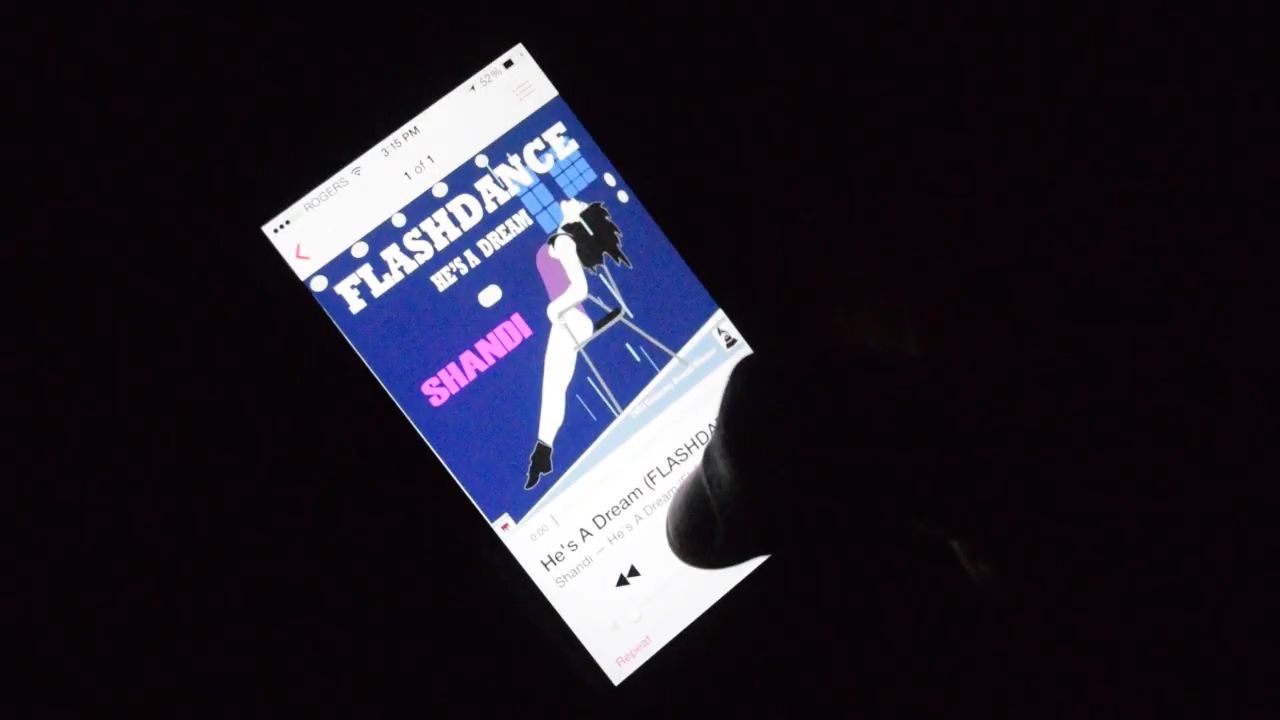 ROGERS 3:15 PM 52%
1 of 1
FLASHDANCE
HE'S A DREAM
SHANDI
0:00
He's A Dream (FLASHDA
Shandi — He's A Dream
Repeat